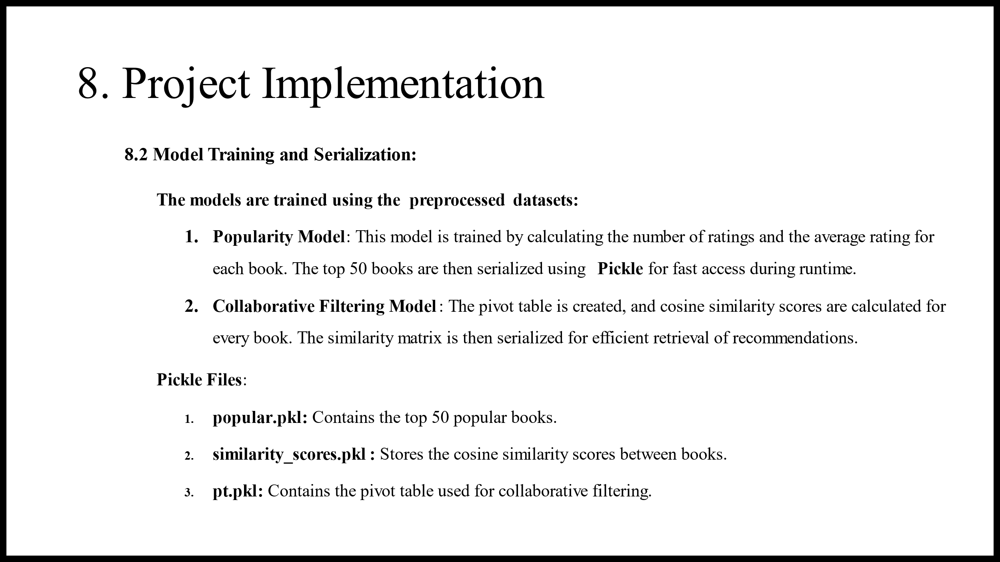 8. Project Implementation
8.2 Model Training and Serialization:
The models are trained using the preprocessed datasets:
1. Popularity Model: This model is trained by calculating the number of ratings and the average rating for
each book. The top 50 books are then serialized using Pickle for fast access during runtime.
2. Collaborative Filtering Model: The pivot table is created, and cosine similarity scores are calculated for
every book. The similarity matrix is then serialized for efficient retrieval of recommendations.
Pickle Files:
1. popular.pkl: Contains the top 50 popular books.
2. similarity_scores.pkl : Stores the cosine similarity scores between books.
3. pt.pkl: Contains the pivot table used for collaborative filtering.